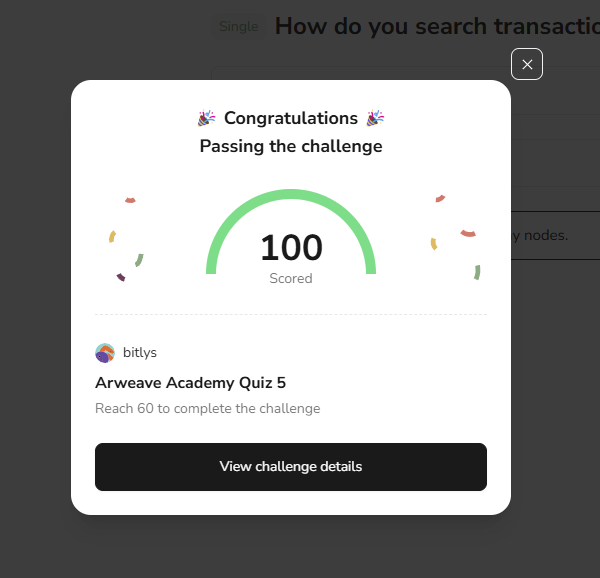 Single How do you search transactio
Congratulations
Passing the challenge
y nodes.
100
Scored
bitlys
Arweave Academy Quiz 5
Reach 60 to complete the challenge
View challenge details